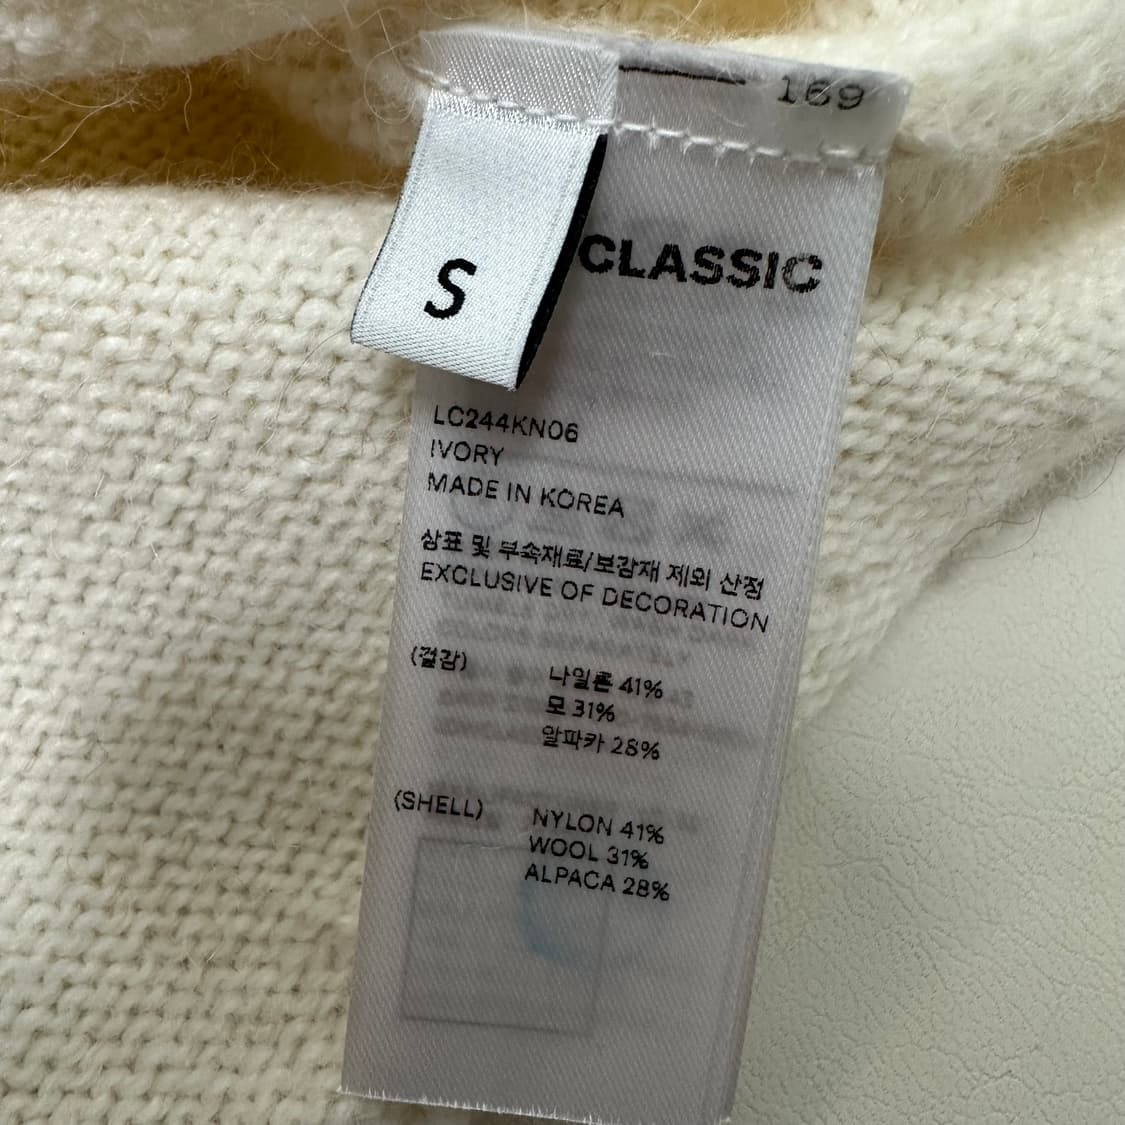 169
S
CLASSIC
LC244KN06
IVORY
MADE IN KOREA
상표 및 부속재료/보강재 제외 산정
EXCLUSIVE OF DECORATION
(겉감) 나일론 41%
모 31%
알파카 28%
(SHELL) NYLON 41%
WOOL 31%
ALPACA 28%